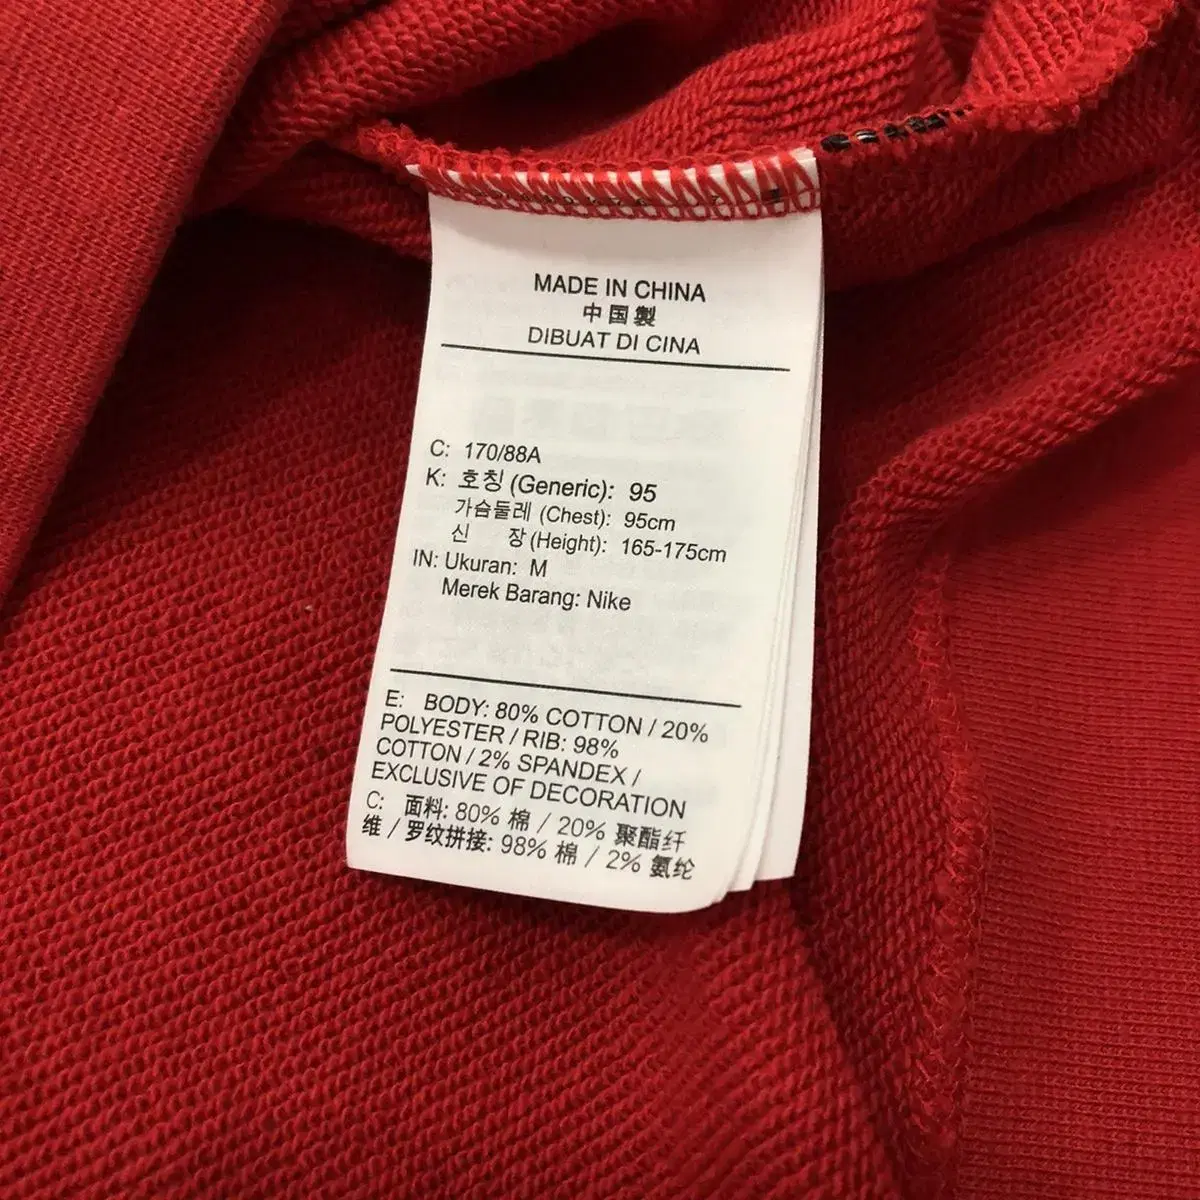 MADE IN CHINA
中国製
DIBUAT DI CINA
C: 170/88A
K: 호칭 (Generic): 95
가슴둘레 (Chest): 95cm
신 장 (Height): 165-175cm
IN: Ukuran: M
Merek Barang: Nike
E: BODY: 80% COTTON / 20%
POLYESTER / RIB: 98%
COTTON / 2% SPANDEX /
EXCLUSIVE OF DECORATION
C: 面料: 80% 棉 / 20% 聚酯纤
维 / 罗纹拼接: 98% 棉 / 2% 氨纶